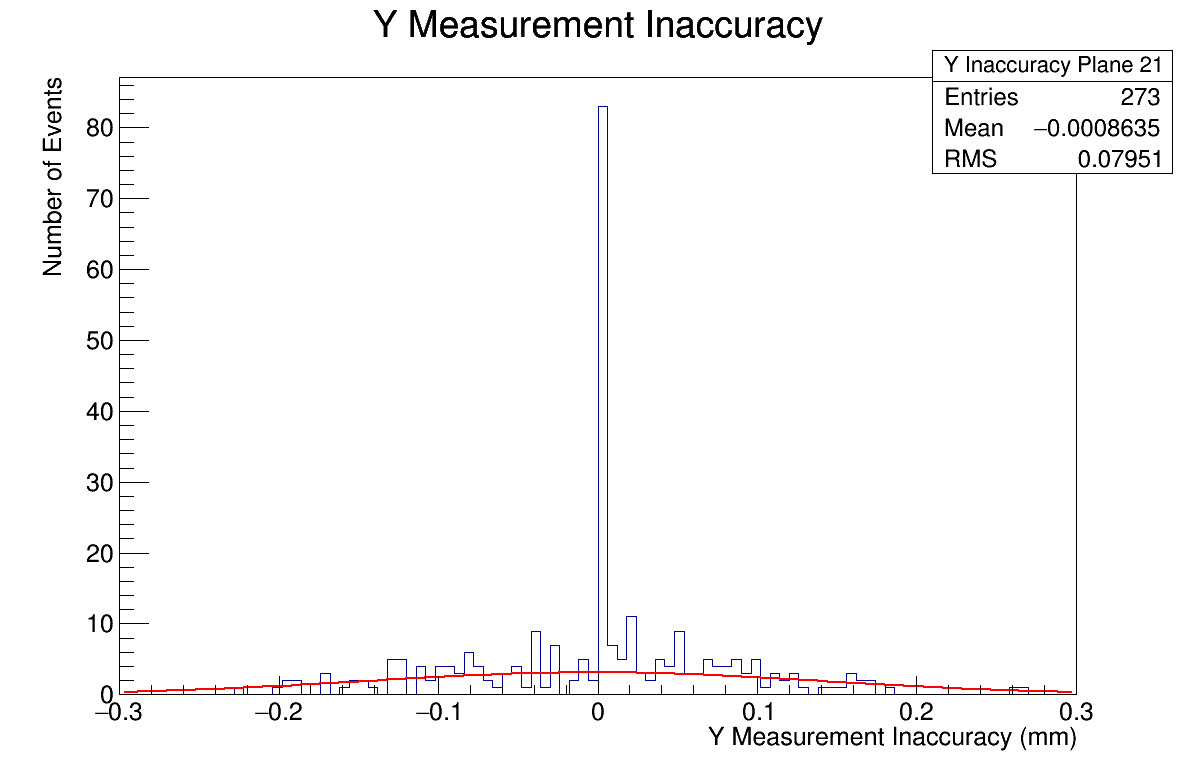 Y Measurement Inaccuracy
Y Inaccuracy Plane 21
Entries 273
Mean −0.0008635
RMS 0.07951
Number of Events
80
70
60
50
40
30
20
10
0
−0.3 −0.2 −0.1 0 0.1 0.2 0.3
Y Measurement Inaccuracy (mm)